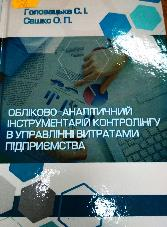 Головацька С. І.
Сашко О. П.
ОБЛІКОВО-АНАЛІТИЧНИЙ
ІНСТРУМЕНТАРІЙ КОНТРОЛІНГУ
В УПРАВЛІННІ ВИТРАТАМИ
ПІДПРИЄМСТВА